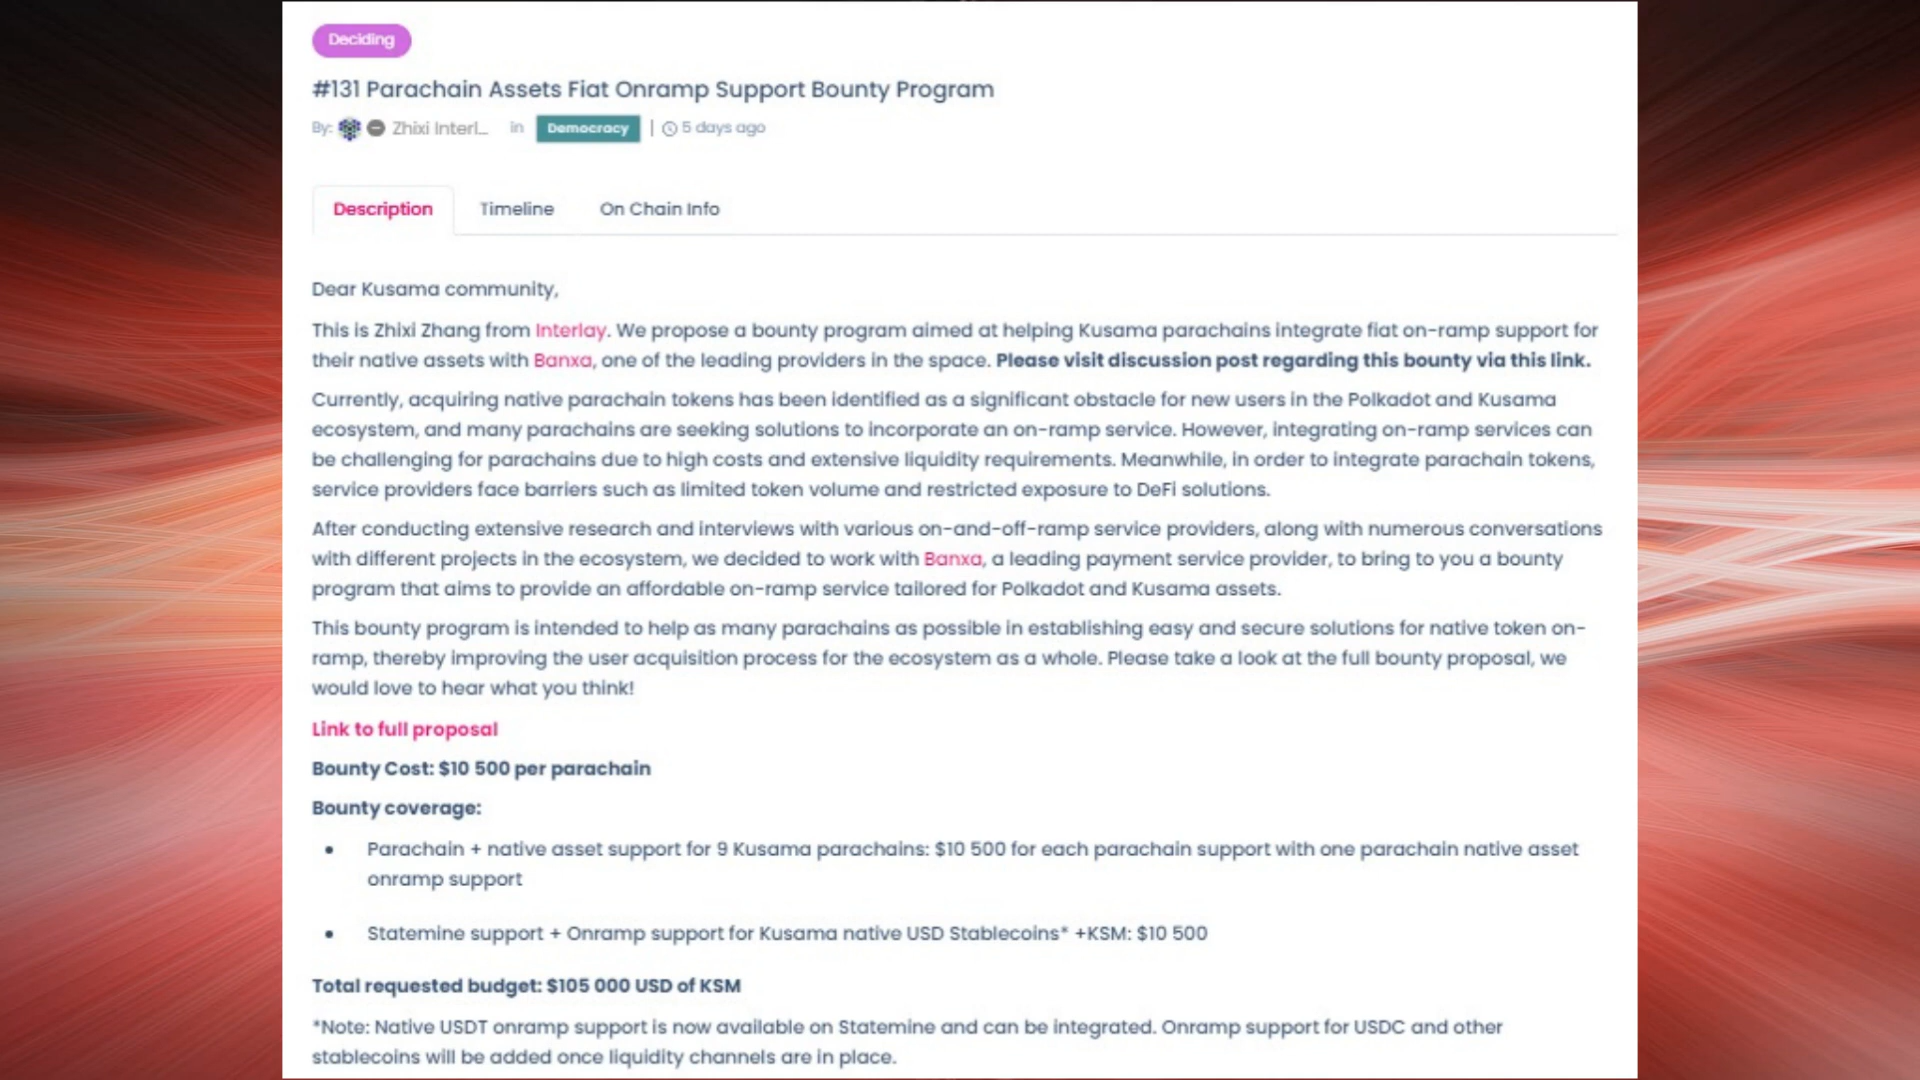 Deciding
#131 Parachain Assets Fiat Onramp Support Bounty Program
By: Zhixi Interl... in Democracy | 5 days ago
Description Timeline On Chain Info
Dear Kusama community,
This is Zhixi Zhang from Interlay. We propose a bounty program aimed at helping Kusama parachains integrate fiat on-ramp support for
their native assets with Banxa, one of the leading providers in the space. Please visit discussion post regarding this bounty via this link.
Currently, acquiring native parachain tokens has been identified as a significant obstacle for new users in the Polkadot and Kusama
ecosystem, and many parachains are seeking solutions to incorporate an on-ramp service. However, integrating on-ramp services can
be challenging for parachains due to high costs and extensive liquidity requirements. Meanwhile, in order to integrate parachain tokens,
service providers face barriers such as limited token volume and restricted exposure to DeFi solutions.
After conducting extensive research and interviews with various on-and-off-ramp service providers, along with numerous conversations
with different projects in the ecosystem, we decided to work with Banxa, a leading payment service provider, to bring to you a bounty
program that aims to provide an affordable on-ramp service tailored for Polkadot and Kusama assets.
This bounty program is intended to help as many parachains as possible in establishing easy and secure solutions for native token on-
ramp, thereby improving the user acquisition process for the ecosystem as a whole. Please take a look at the full bounty proposal, we
would love to hear what you think!
Link to full proposal
Bounty Cost: $10 500 per parachain
Bounty coverage:
• Parachain + native asset support for 9 Kusama parachains: $10 500 for each parachain support with one parachain native asset
onramp support
• Statemine support + Onramp support for Kusama native USD Stablecoins* +KSM: $10 500
Total requested budget: $105 000 USD of KSM
*Note: Native USDT onramp support is now available on Statemine and can be integrated. Onramp support for USDC and other
stablecoins will be added once liquidity channels are in place.